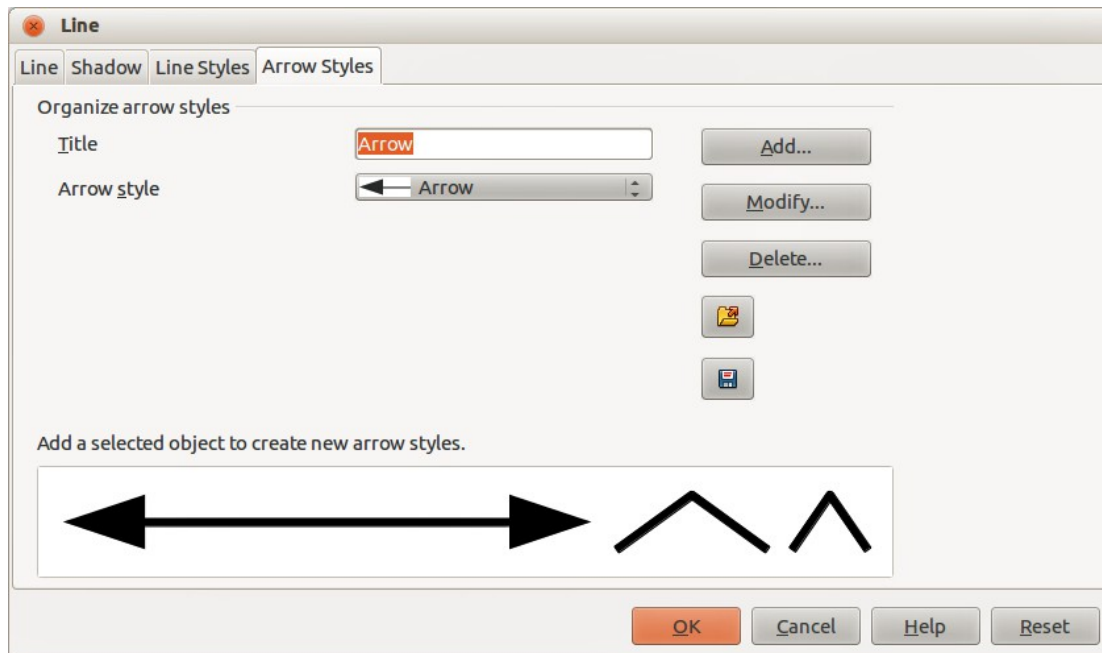 Line
Line Shadow Line Styles Arrow Styles
Organize arrow styles
Title Arrow Add...
Arrow style Arrow
Modify...
Delete...
Add a selected object to create new arrow styles.
OK Cancel Help Reset